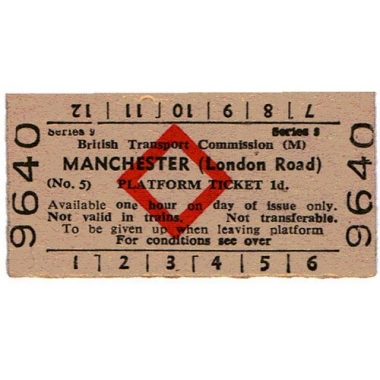 12 | 11 | 10 | 9 | 8 | 7
Series 9 Series 8
British Transport Commission (M)
MANCHESTER (London Road)
(No. 5) PLATFORM TICKET 1d.
Available one hour on day of issue only.
Not valid in trains. Not transferable.
To be given up when leaving platform
For conditions see over
1 | 2 | 3 | 4 | 5 | 6
9640
9640